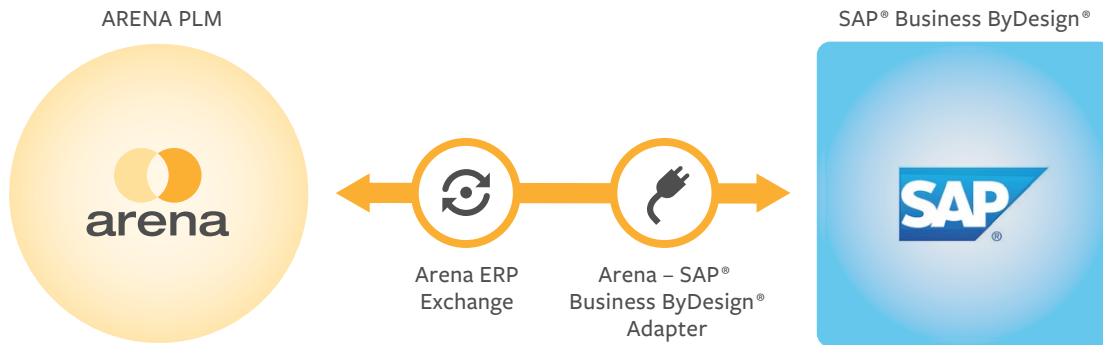 ARENA PLM
SAP® Business ByDesign®
arena
SAP®
Arena ERP
Exchange
Arena – SAP®
Business ByDesign®
Adapter